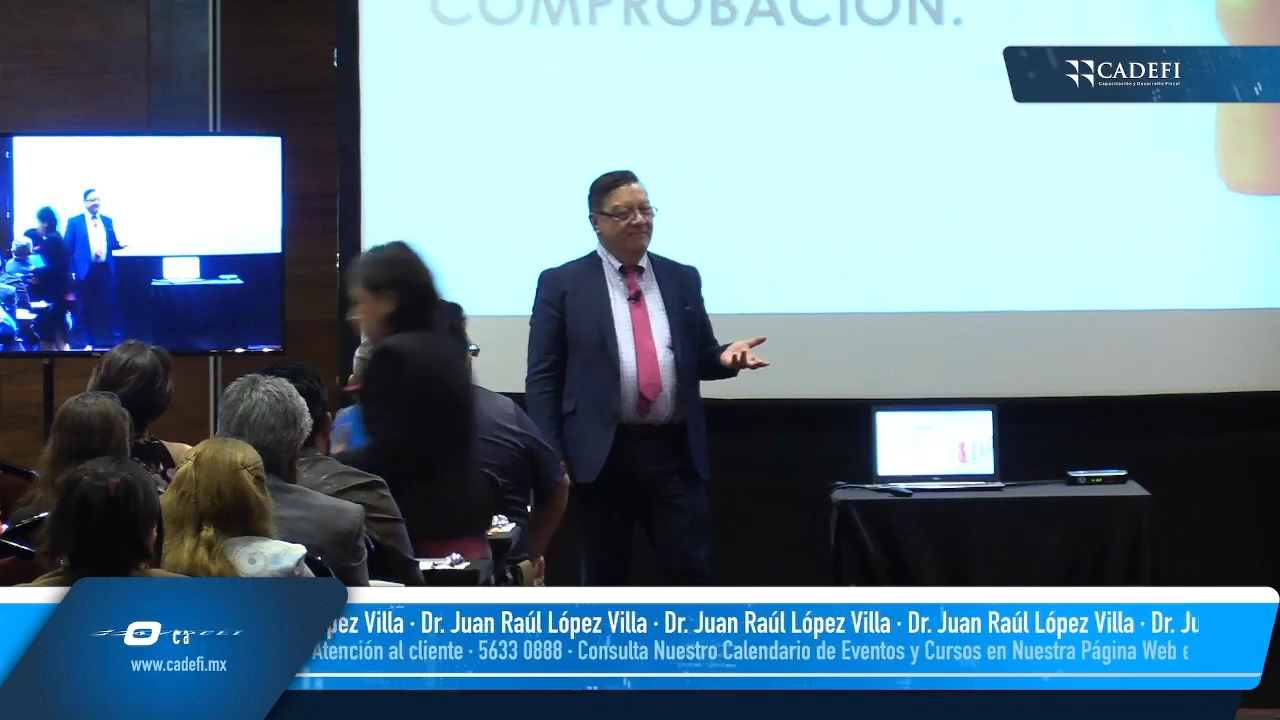 COMPROBACIÓN.
CADEFI
Capacitación y Desarrollo Fiscal
pez Villa · Dr. Juan Raúl López Villa · Dr. Juan Raúl López Villa · Dr. Juan Raúl López Villa · Dr. Ju
Atención al cliente · 5633 0888 · Consulta Nuestro Calendario de Eventos y Cursos en Nuestra Página Web e
www.cadefi.mx